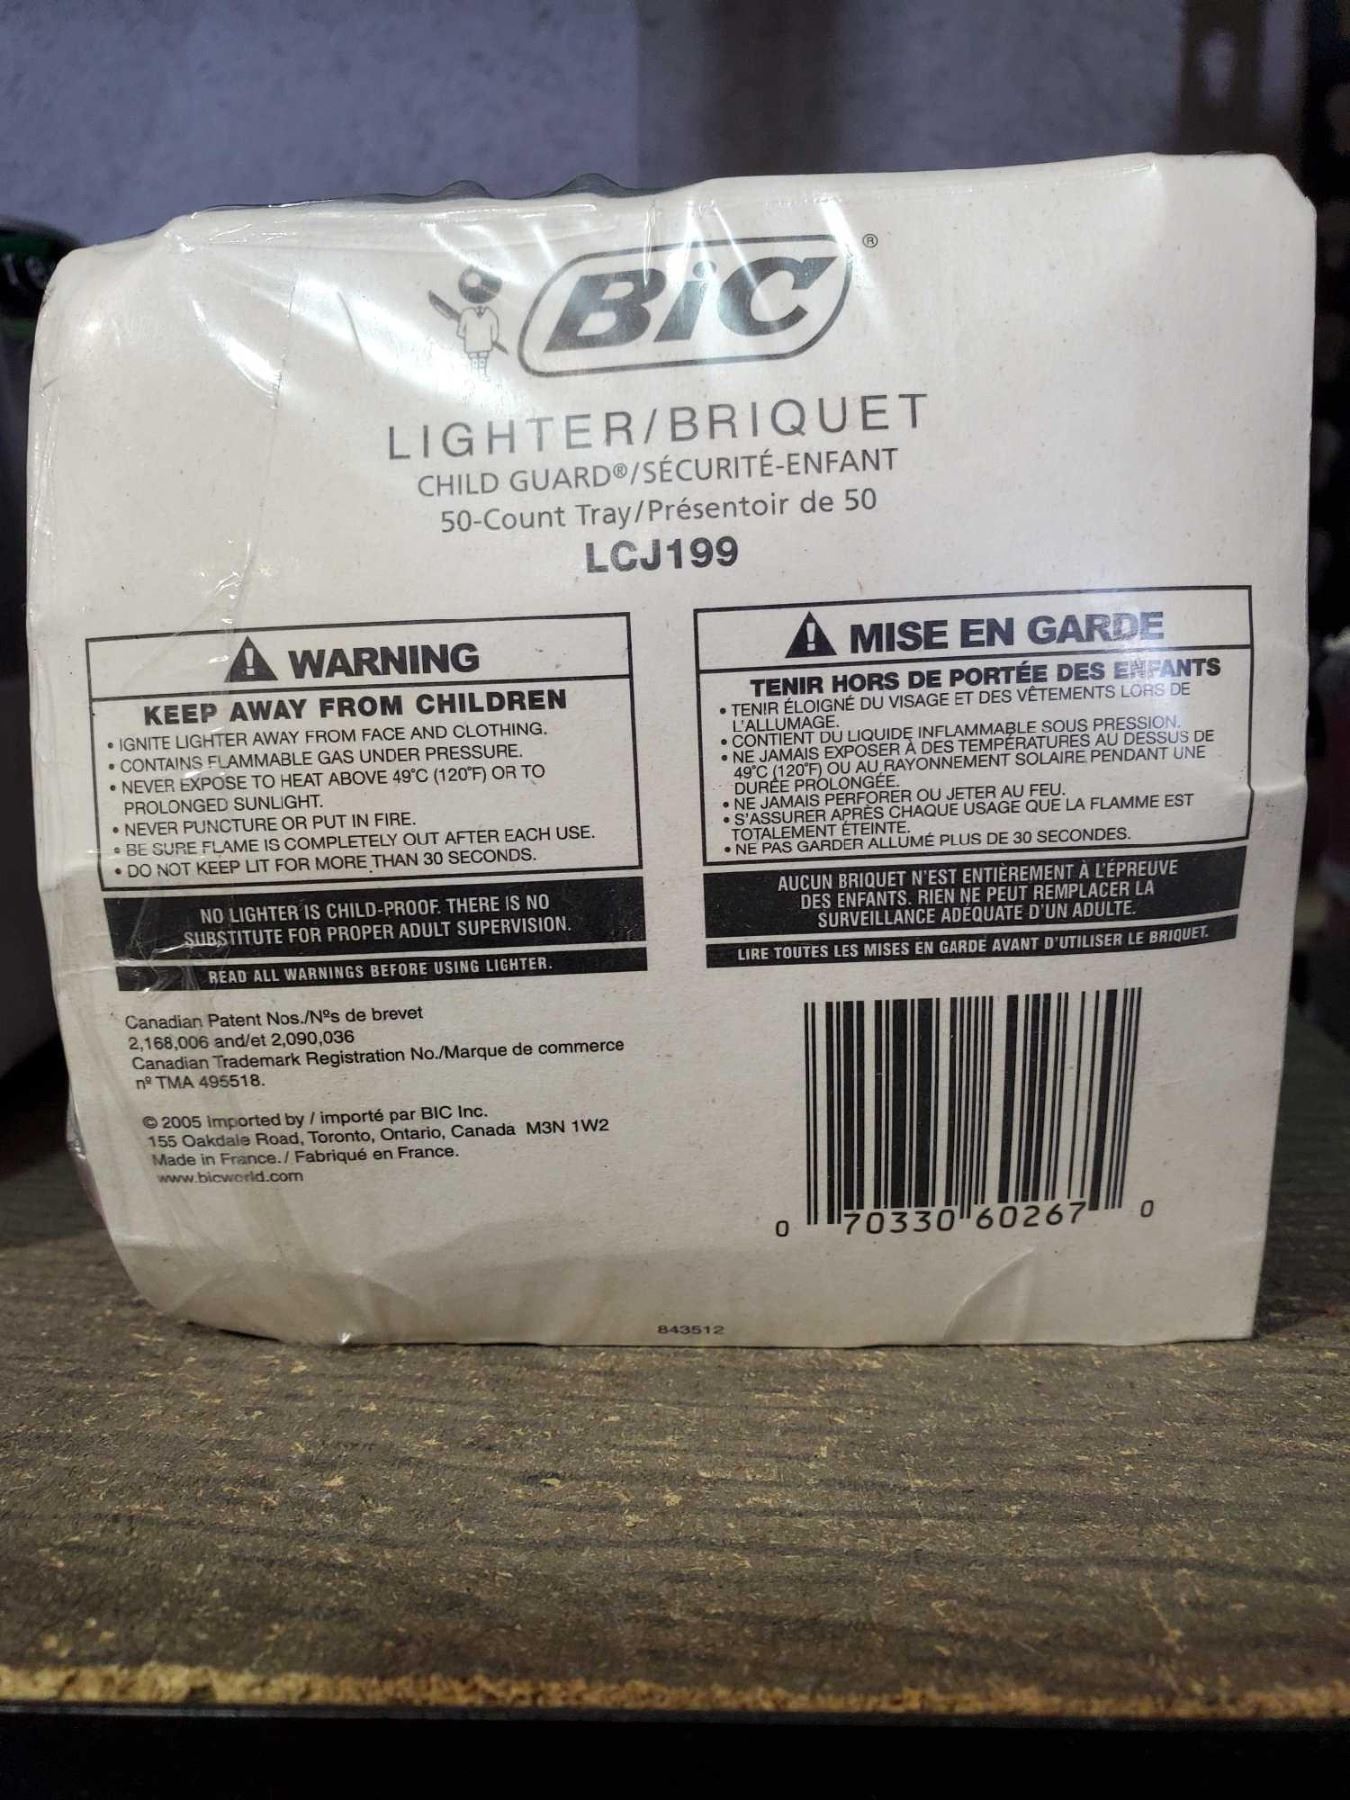 BiC®
LIGHTER/BRIQUET
CHILD GUARD®/SÉCURITÉ-ENFANT
50-Count Tray/Présentoir de 50
LCJ199
WARNING
KEEP AWAY FROM CHILDREN
• IGNITE LIGHTER AWAY FROM FACE AND CLOTHING.
• CONTAINS FLAMMABLE GAS UNDER PRESSURE.
• NEVER EXPOSE TO HEAT ABOVE 49°C (120°F) OR TO
PROLONGED SUNLIGHT.
• NEVER PUNCTURE OR PUT IN FIRE.
• BE SURE FLAME IS COMPLETELY OUT AFTER EACH USE.
• DO NOT KEEP LIT FOR MORE THAN 30 SECONDS.
NO LIGHTER IS CHILD-PROOF. THERE IS NO
SUBSTITUTE FOR PROPER ADULT SUPERVISION.
READ ALL WARNINGS BEFORE USING LIGHTER.
MISE EN GARDE
TENIR HORS DE PORTÉE DES ENFANTS
• TENIR ÉLOIGNÉ DU VISAGE ET DES VÊTEMENTS LORS DE
L'ALLUMAGE.
• CONTIENT DU LIQUIDE INFLAMMABLE SOUS PRESSION.
• NE JAMAIS EXPOSER À DES TEMPÉRATURES AU DESSUS DE
49°C (120°F) OU AU RAYONNEMENT SOLAIRE PENDANT UNE
DURÉE PROLONGÉE.
• NE JAMAIS PERFORER OU JETER AU FEU.
• S'ASSURER APRÈS CHAQUE USAGE QUE LA FLAMME EST
TOTALEMENT ÉTEINTE.
• NE PAS GARDER ALLUMÉ PLUS DE 30 SECONDES.
AUCUN BRIQUET N'EST ENTIÈREMENT À L'ÉPREUVE
DES ENFANTS. RIEN NE PEUT REMPLACER LA
SURVEILLANCE ADÉQUATE D'UN ADULTE.
LIRE TOUTES LES MISES EN GARDE AVANT D'UTILISER LE BRIQUET.
Canadian Patent Nos./Nºs de brevet
2,168,006 and/et 2,090,036
Canadian Trademark Registration No./Marque de commerce
nº TMA 495518.
© 2005 Imported by / importé par BIC Inc.
155 Oakdale Road, Toronto, Ontario, Canada M3N 1W2
Made in France. / Fabriqué en France.
www.bicworld.com
0 70330 60267 0
843512